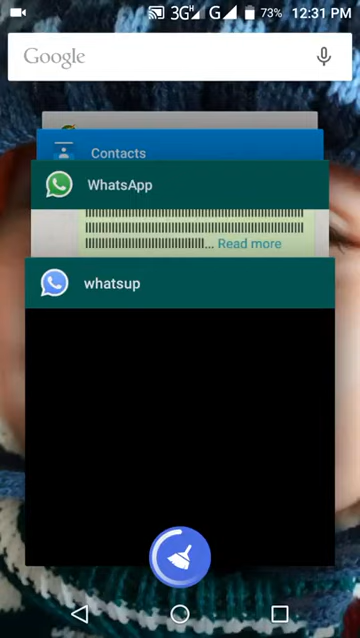 3G H G 73% 12:31 PM
Google
Contacts
WhatsApp
... Read more
whatsup